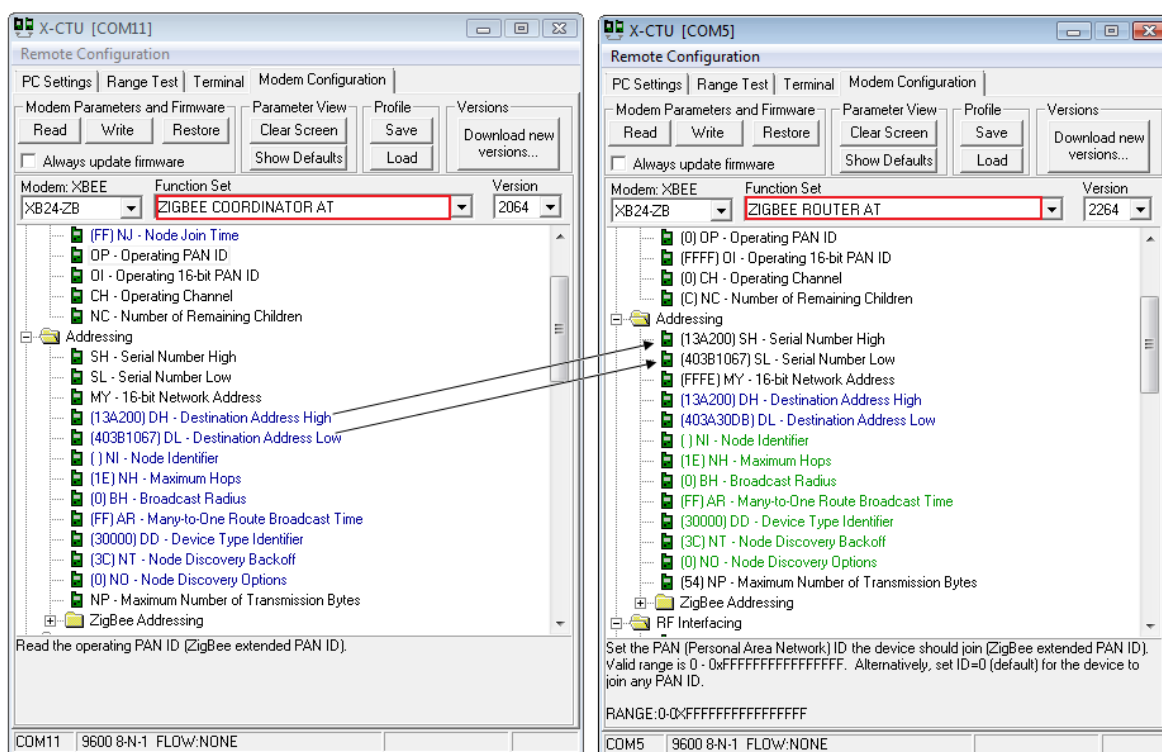 X-CTU [COM11]
Remote Configuration
PC Settings Range Test Terminal Modem Configuration
Modem Parameters and Firmware Parameter View Profile Versions
Read Write Restore Clear Screen Save Download new versions...
Always update firmware Show Defaults Load
Modem: XBEE Function Set Version
XB24-ZB ZIGBEE COORDINATOR AT 2064
(FF) NJ - Node Join Time
OP - Operating PAN ID
OI - Operating 16-bit PAN ID
CH - Operating Channel
NC - Number of Remaining Children
Addressing
SH - Serial Number High
SL - Serial Number Low
MY - 16-bit Network Address
(13A200) DH - Destination Address High
(403B1067) DL - Destination Address Low
( ) NI - Node Identifier
(1E) NH - Maximum Hops
(0) BH - Broadcast Radius
(FF) AR - Many-to-One Route Broadcast Time
(30000) DD - Device Type Identifier
(3C) NT - Node Discovery Backoff
(0) NO - Node Discovery Options
NP - Maximum Number of Transmission Bytes
ZigBee Addressing
Read the operating PAN ID (ZigBee extended PAN ID).
COM11 9600 8-N-1 FLOW:NONE
X-CTU [COM5]
Remote Configuration
PC Settings Range Test Terminal Modem Configuration
Modem Parameters and Firmware Parameter View Profile Versions
Read Write Restore Clear Screen Save Download new versions...
Always update firmware Show Defaults Load
Modem: XBEE Function Set Version
XB24-ZB ZIGBEE ROUTER AT 2264
(0) OP - Operating PAN ID
(FFFF) OI - Operating 16-bit PAN ID
(0) CH - Operating Channel
(C) NC - Number of Remaining Children
Addressing
(13A200) SH - Serial Number High
(403B1067) SL - Serial Number Low
(FFFE) MY - 16-bit Network Address
(13A200) DH - Destination Address High
(403A30DB) DL - Destination Address Low
( ) NI - Node Identifier
(1E) NH - Maximum Hops
(0) BH - Broadcast Radius
(FF) AR - Many-to-One Route Broadcast Time
(30000) DD - Device Type Identifier
(3C) NT - Node Discovery Backoff
(0) NO - Node Discovery Options
(54) NP - Maximum Number of Transmission Bytes
ZigBee Addressing
RF Interfacing
Set the PAN (Personal Area Network) ID the device should join (ZigBee extended PAN ID).
Valid range is 0 - 0xFFFFFFFFFFFFFFFF. Alternatively, set ID=0 (default) for the device to
join any PAN ID.
RANGE:0-0XFFFFFFFFFFFFFFFF
COM5 9600 8-N-1 FLOW:NONE